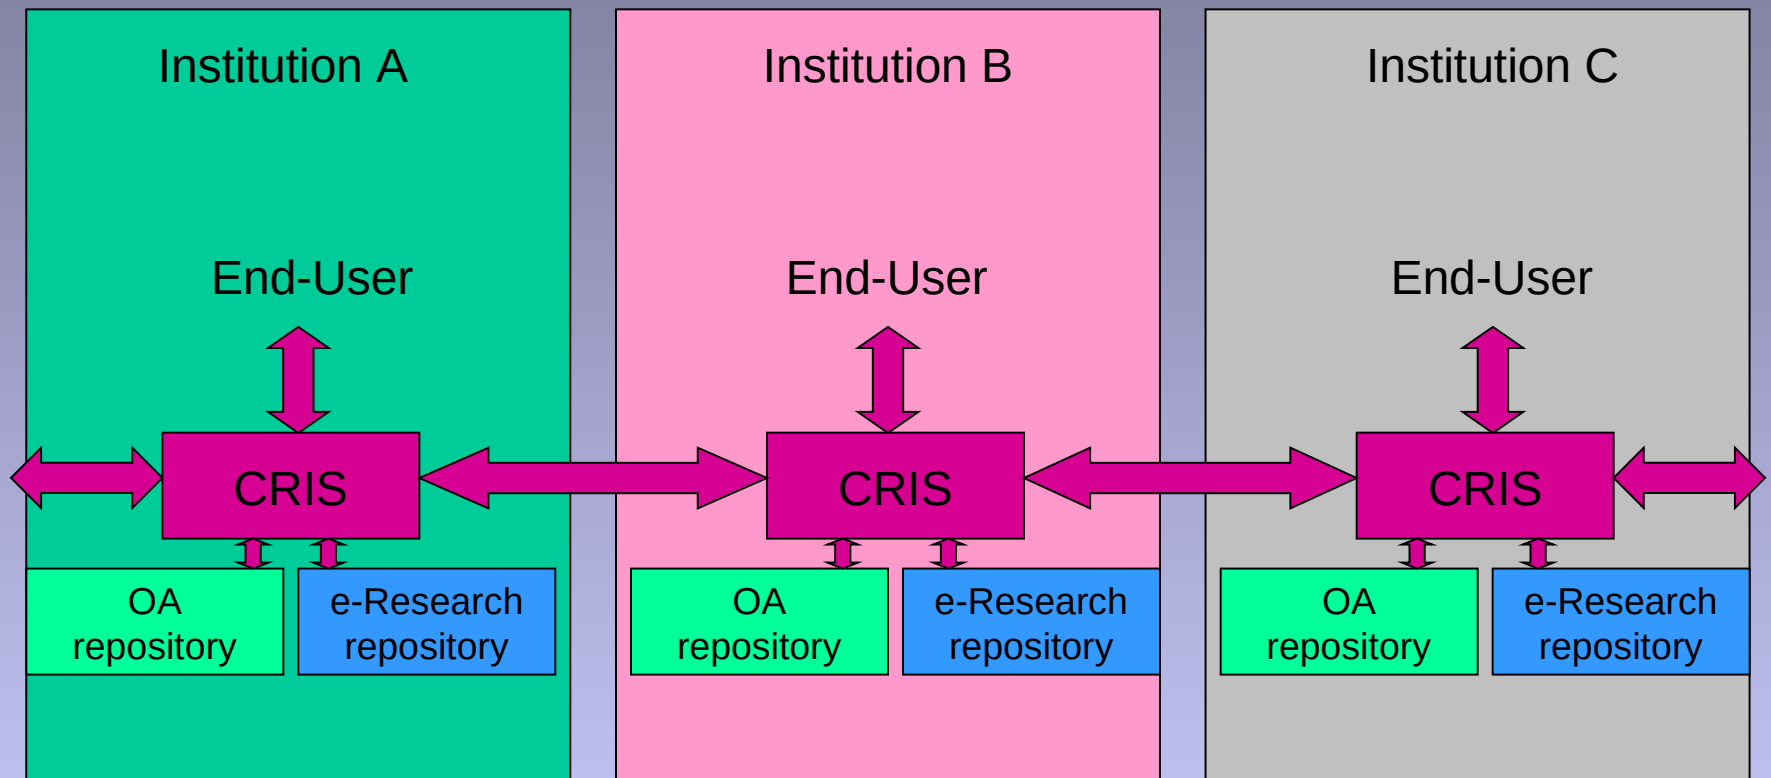 Institution A
Institution B
Institution C
End-User
End-User
End-User
CRIS
CRIS
CRIS
OA
repository
e-Research
repository
OA
repository
e-Research
repository
OA
repository
e-Research
repository